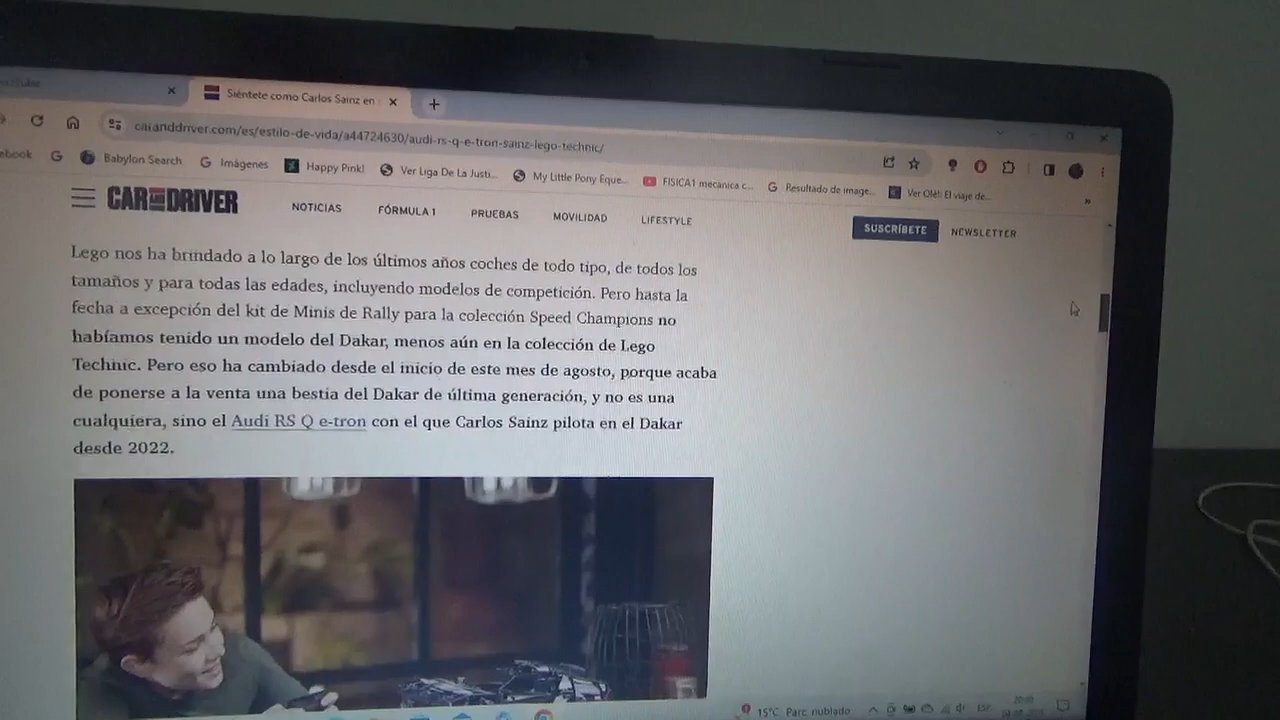 Siéntete como Carlos Sainz en
caranddriver.com/es/estilo-de-vida/a44724630/audi-rs-q-e-tron-sainz-lego-technic/
ebook
Babylon Search
Imágenes
Happy Pink!
Ver Liga De La Justi...
My Little Pony Eque...
FISICA1 mecanica c...
Resultado de image...
Ver Olé!: El viaje de...
CAR AND DRIVER
NOTICIAS
FÓRMULA 1
PRUEBAS
MOVILIDAD
LIFESTYLE
SUSCRÍBETE
NEWSLETTER
Lego nos ha brindado a lo largo de los últimos años coches de todo tipo, de todos los
tamaños y para todas las edades, incluyendo modelos de competición. Pero hasta la
fecha a excepción del kit de Minis de Rally para la colección Speed Champions no
habíamos tenido un modelo del Dakar, menos aún en la colección de Lego
Technic. Pero eso ha cambiado desde el inicio de este mes de agosto, porque acaba
de ponerse a la venta una bestia del Dakar de última generación, y no es una
cualquiera, sino el Audi RS Q e-tron con el que Carlos Sainz pilota en el Dakar
desde 2022.
15°C Parc. nublado
ESP